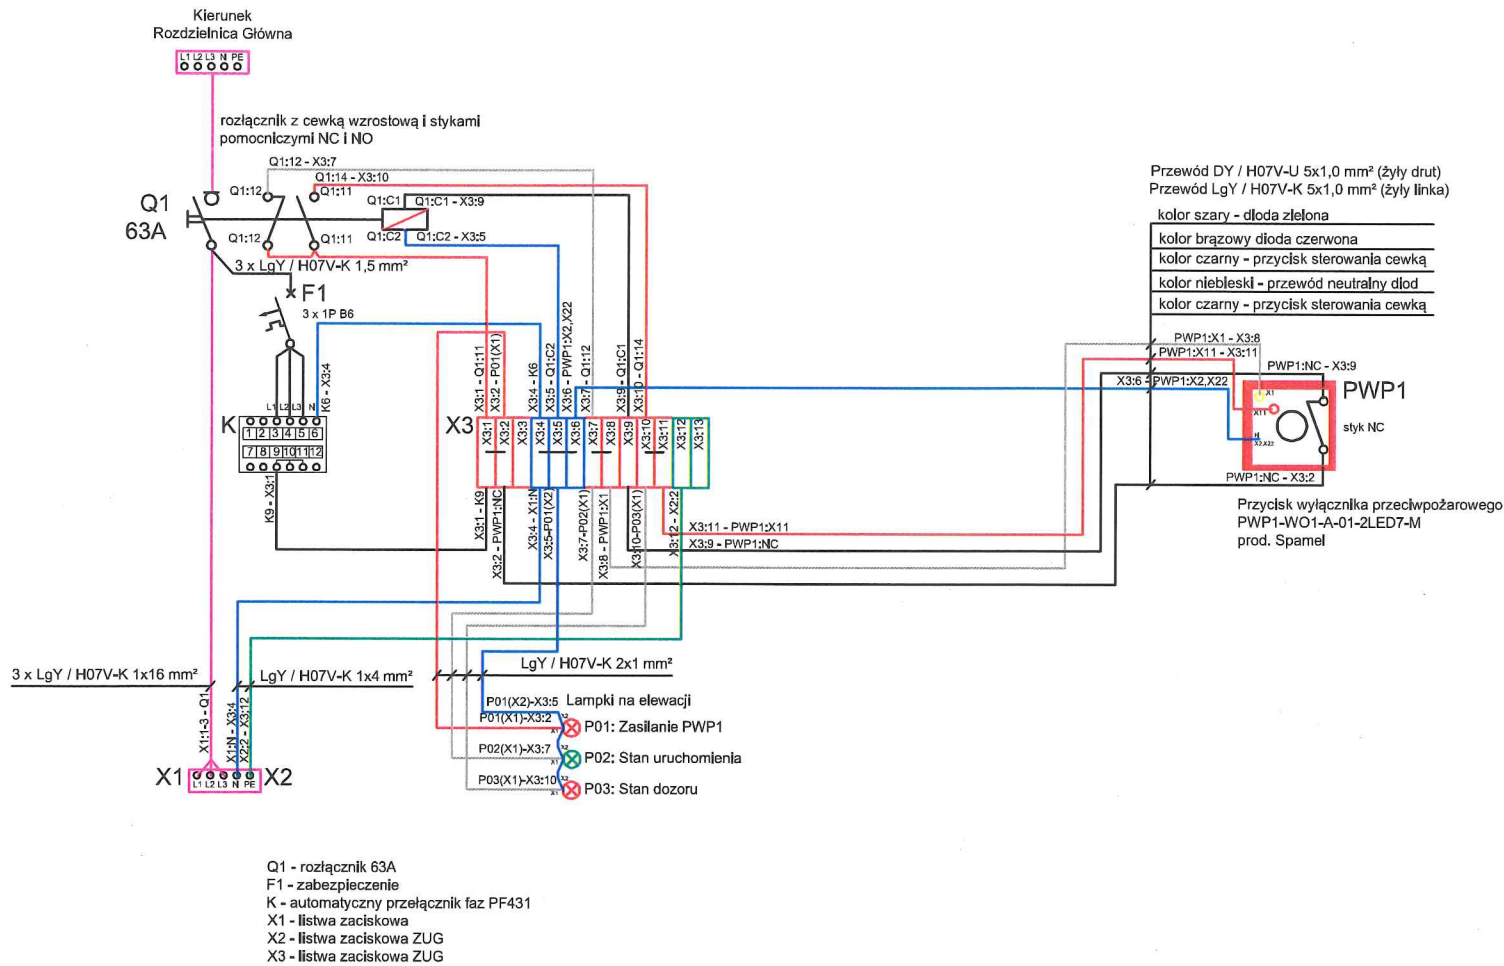 Kierunek
Rozdzielnica Główna
L1 L2 L3 N PE
rozłącznik z cewką wzrostową i stykami
pomocniczymi NC i NO
Q1:12 - X3:7
Q1:14 - X3:10
Q1
63A
Q1:12
Q1:11
Q1:C1
Q1:C1 - X3:9
Q1:12
Q1:11
Q1:C2
Q1:C2 - X3:5
3 x LgY / H07V-K 1,5 mm²
F1
3 x 1P B6
L1 L2 L3 N
K6 - X3:4
K
1 2 3 4 5 6
7 8 9 10 11 12
K9 - X3:1
X3:1 - Q1:11
X3:2 - P01(X1)
X3:4 - K6
X3:5 - Q1:C2
X3:6 - PWP1:X2,X22
X3:7 - Q1:12
X3:9 - Q1:C1
X3:10 - Q1:14
X3
X3:1
X3:2
X3:3
X3:4
X3:5
X3:6
X3:7
X3:8
X3:9
X3:10
X3:11
X3:12
X3:13
X3:1 - K9
X3:2 - PWP1:NC
X3:4 - X1:N
X3:5-P01(X2)
X3:7-P02(X1)
X3:8 - PWP1:X1
X3:10-P03(X1)
X3:12 - X2:2
X3:11 - PWP1:X11
X3:9 - PWP1:NC
Przewód DY / H07V-U 5x1,0 mm² (żyły drut)
Przewód LgY / H07V-K 5x1,0 mm² (żyły linka)
kolor szary - dioda zielona
kolor brązowy dioda czerwona
kolor czarny - przycisk sterowania cewką
kolor niebieski - przewód neutralny diod
kolor czarny - przycisk sterowania cewką
PWP1:X1 - X3:8
PWP1:X11 - X3:11
PWP1:NC - X3:9
X3:6 - PWP1:X2,X22
PWP1
X1
X11
N
X2,X22
styk NC
PWP1:NC - X3:2
Przycisk wyłącznika przeciwpożarowego
PWP1-WO1-A-01-2LED7-M
prod. Spamel
3 x LgY / H07V-K 1x16 mm²
LgY / H07V-K 1x4 mm²
LgY / H07V-K 2x1 mm²
X1:1-3 - Q1
X1:N - X3:4
X2:2 - X3:12
X1
L1 L2 L3 N PE
X2
P01(X2)-X3:5
Lampki na elewacji
P01(X1)-X3:2
X2
X1
P01: Zasilanie PWP1
P02(X1)-X3:7
X2
X1
P02: Stan uruchomienia
P03(X1)-X3:10
X2
X1
P03: Stan dozoru
Q1 - rozłącznik 63A
F1 - zabezpieczenie
K - automatyczny przełącznik faz PF431
X1 - listwa zaciskowa
X2 - listwa zaciskowa ZUG
X3 - listwa zaciskowa ZUG